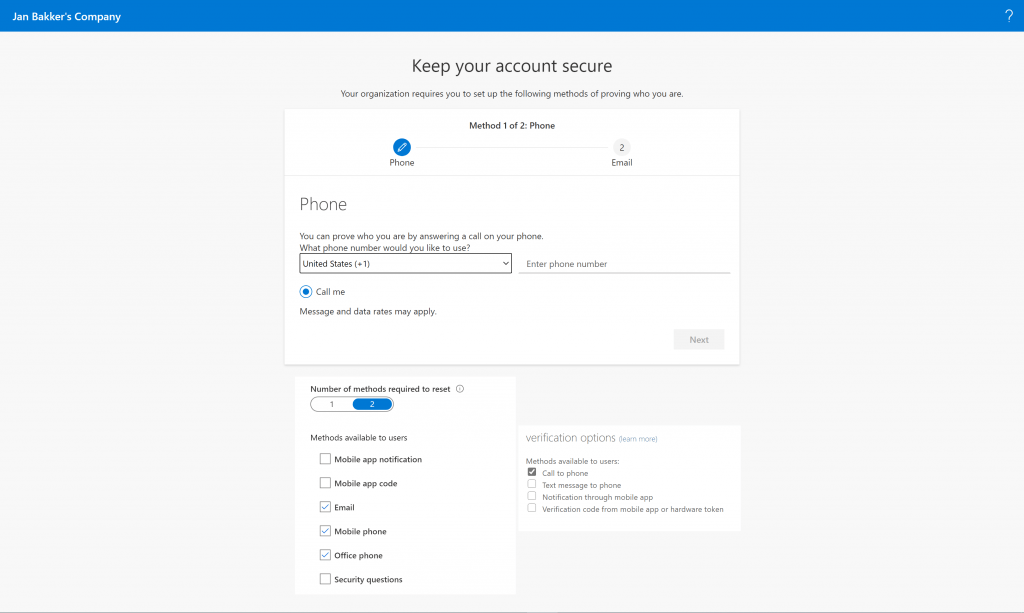 Jan Bakker's Company
?
Keep your account secure
Your organization requires you to set up the following methods of proving who you are.
Method 1 of 2: Phone
2
Phone
Email
Phone
You can prove who you are by answering a call on your phone.
What phone number would you like to use?
United States (+1)
Enter phone number
Call me
Message and data rates may apply.
Next
Number of methods required to reset
1 2
Methods available to users
Mobile app notification
Mobile app code
Email
Mobile phone
Office phone
Security questions
verification options (learn more)
Methods available to users:
Call to phone
Text message to phone
Notification through mobile app
Verification code from mobile app or hardware token